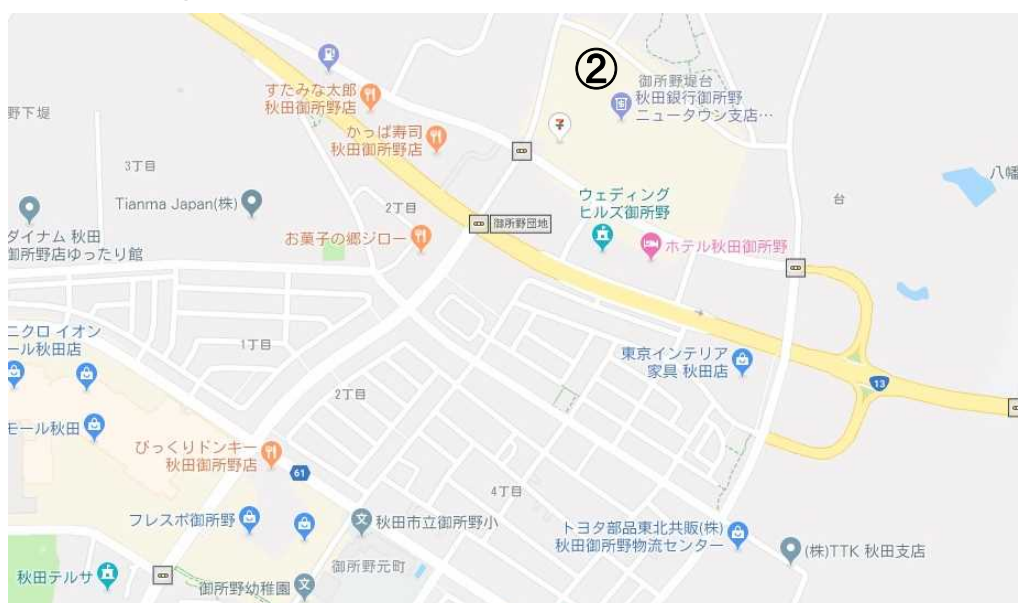 ②
御所野堤台
秋田銀行御所野
ニュータウン支店…
すたみな太郎
秋田御所野店
野下堤
かっぱ寿司
秋田御所野店
3丁目
八幡
Tianma Japan(株)
2丁目
ウェディング
ヒルズ御所野
台
ダイナム 秋田
御所野店ゆったり館
御所野団地
お菓子の郷ジロー
ホテル秋田御所野
ニクロ イオン
ール秋田店
1丁目
東京インテリア
家具 秋田店
13
2丁目
モール秋田
びっくりドンキー
秋田御所野店
61
4丁目
フレスポ御所野
秋田市立御所野小
トヨタ部品東北共販(株)
秋田御所野物流センター
(株)TTK 秋田支店
秋田テルサ
御所野幼稚園
御所野元町